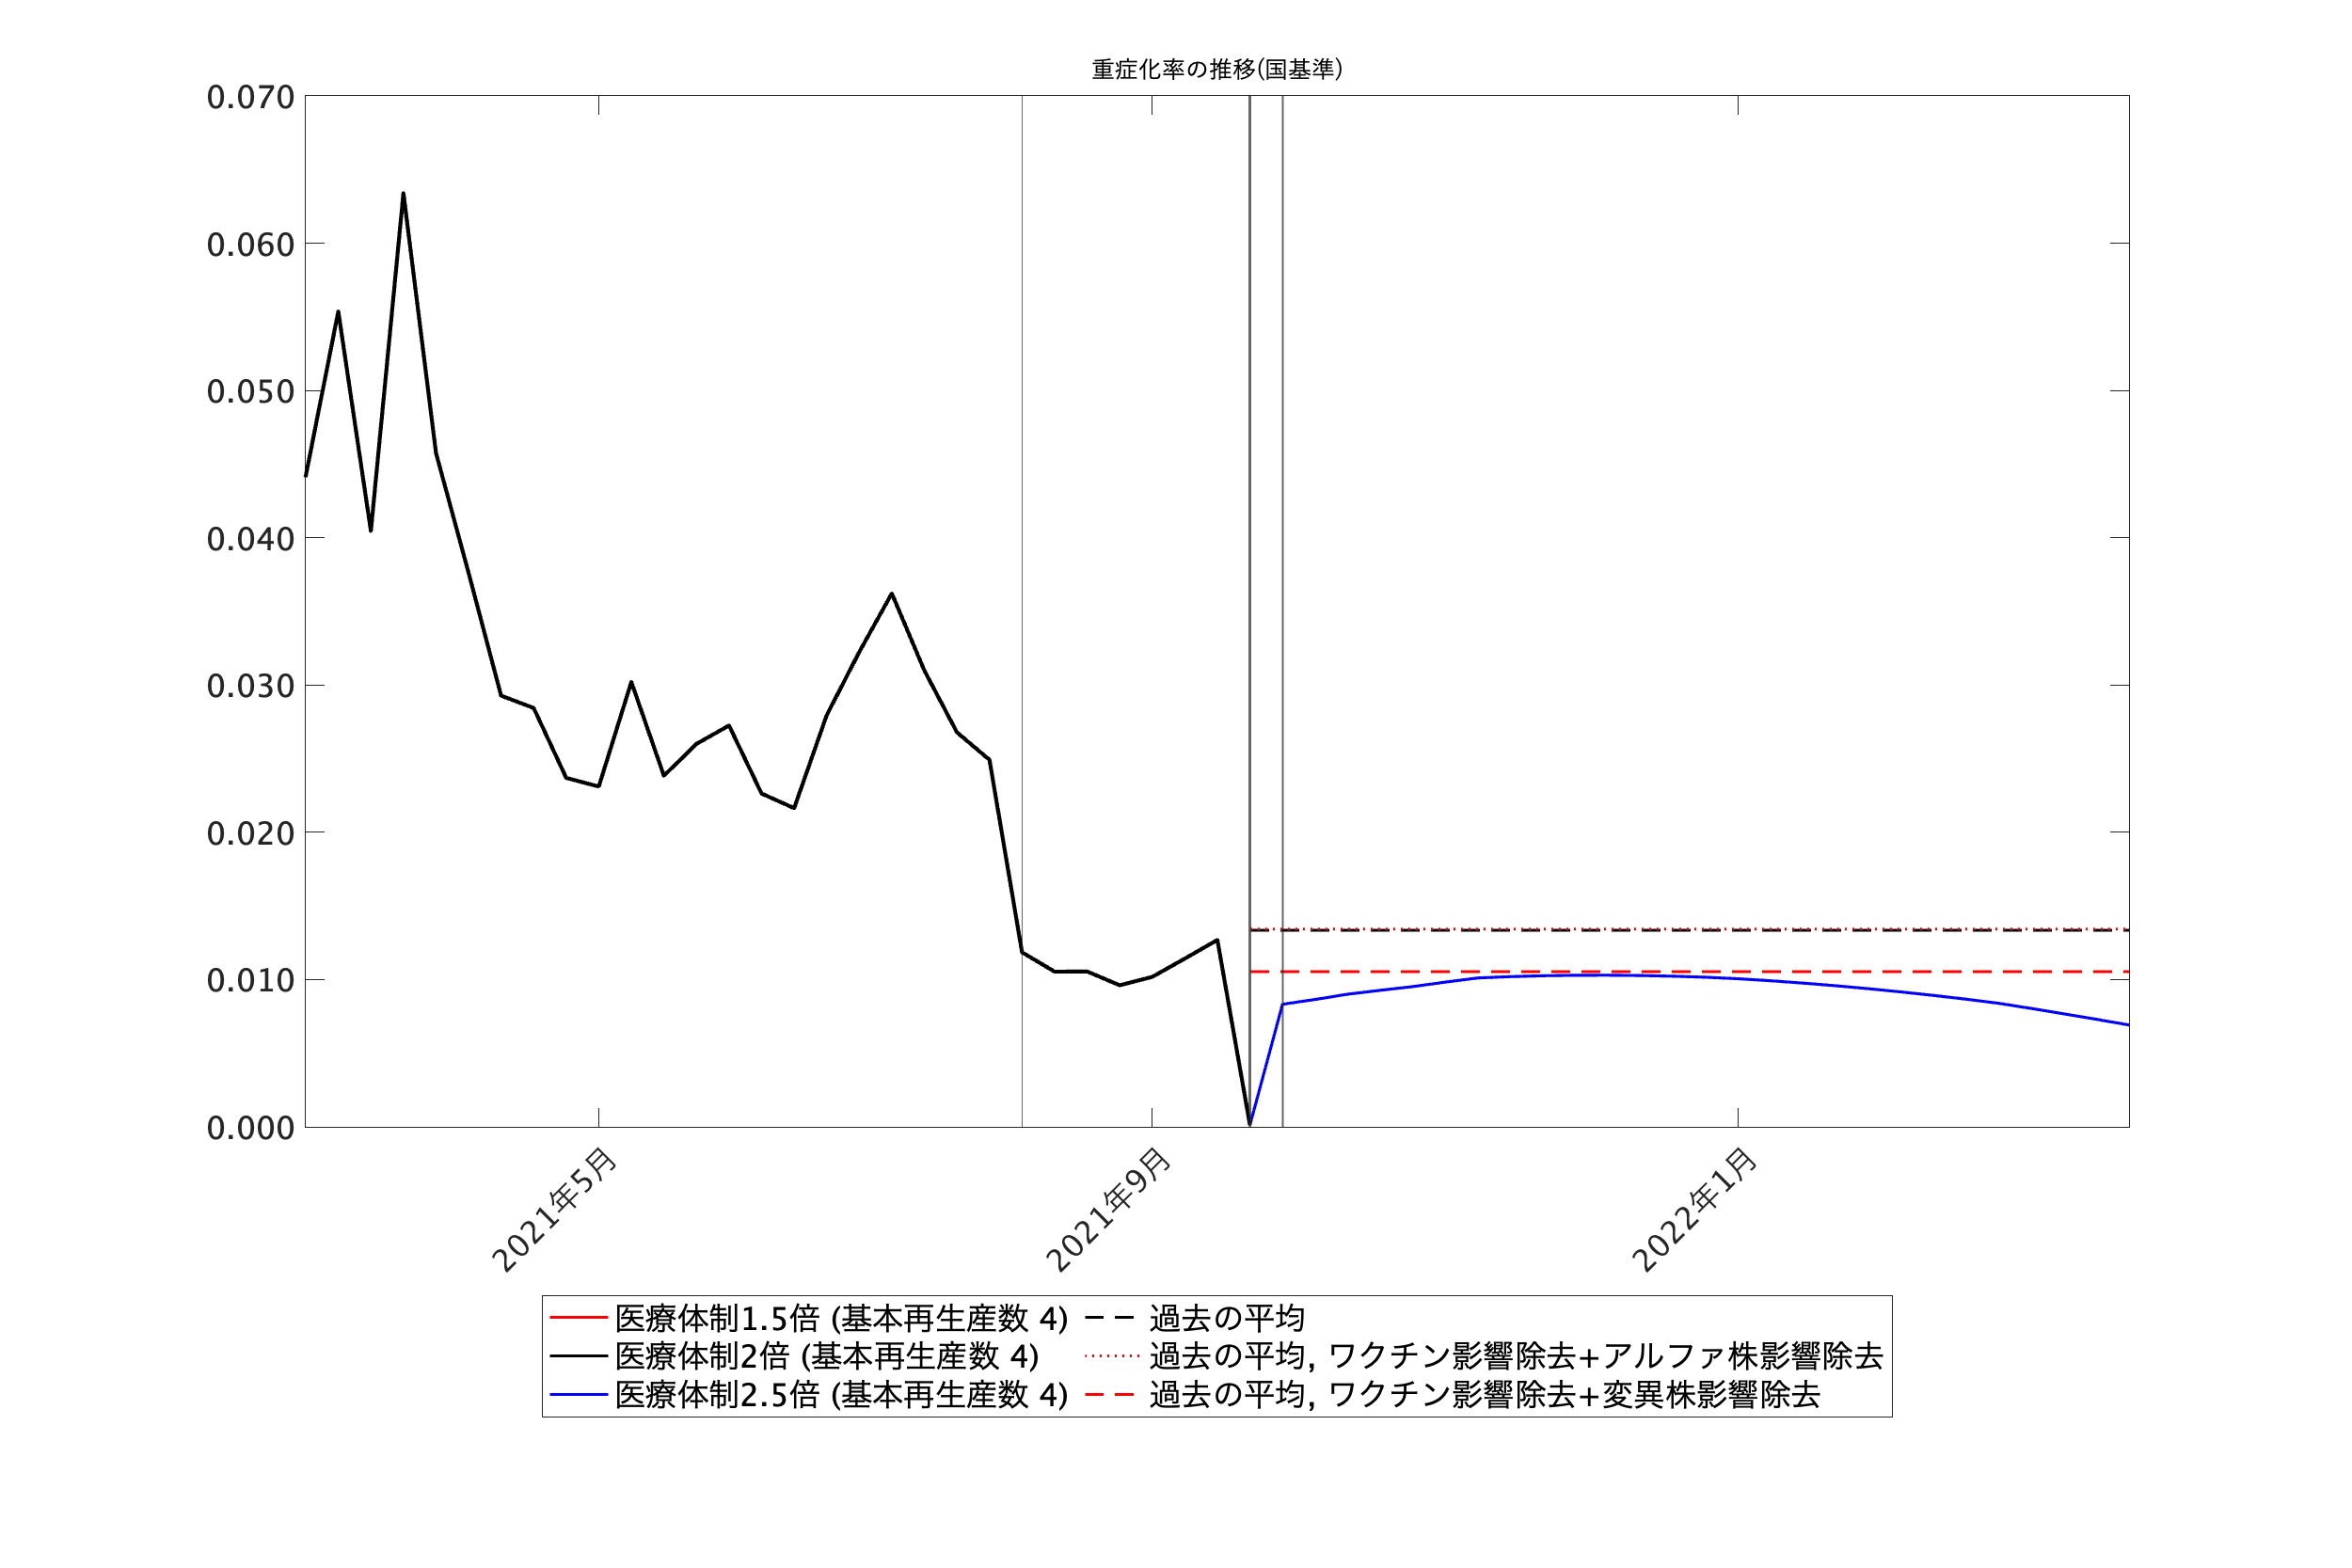 重症化率の推移(国基準)
0.070
0.060
0.050
0.040
0.030
0.020
0.010
0.000
2021年5月
2021年9月
2022年1月
医療体制1.5倍 (基本再生産数 4)
医療体制2倍 (基本再生産数 4)
医療体制2.5倍 (基本再生産数 4)
過去の平均
過去の平均, ワクチン影響除去+アルファ株影響除去
過去の平均, ワクチン影響除去+変異株影響除去